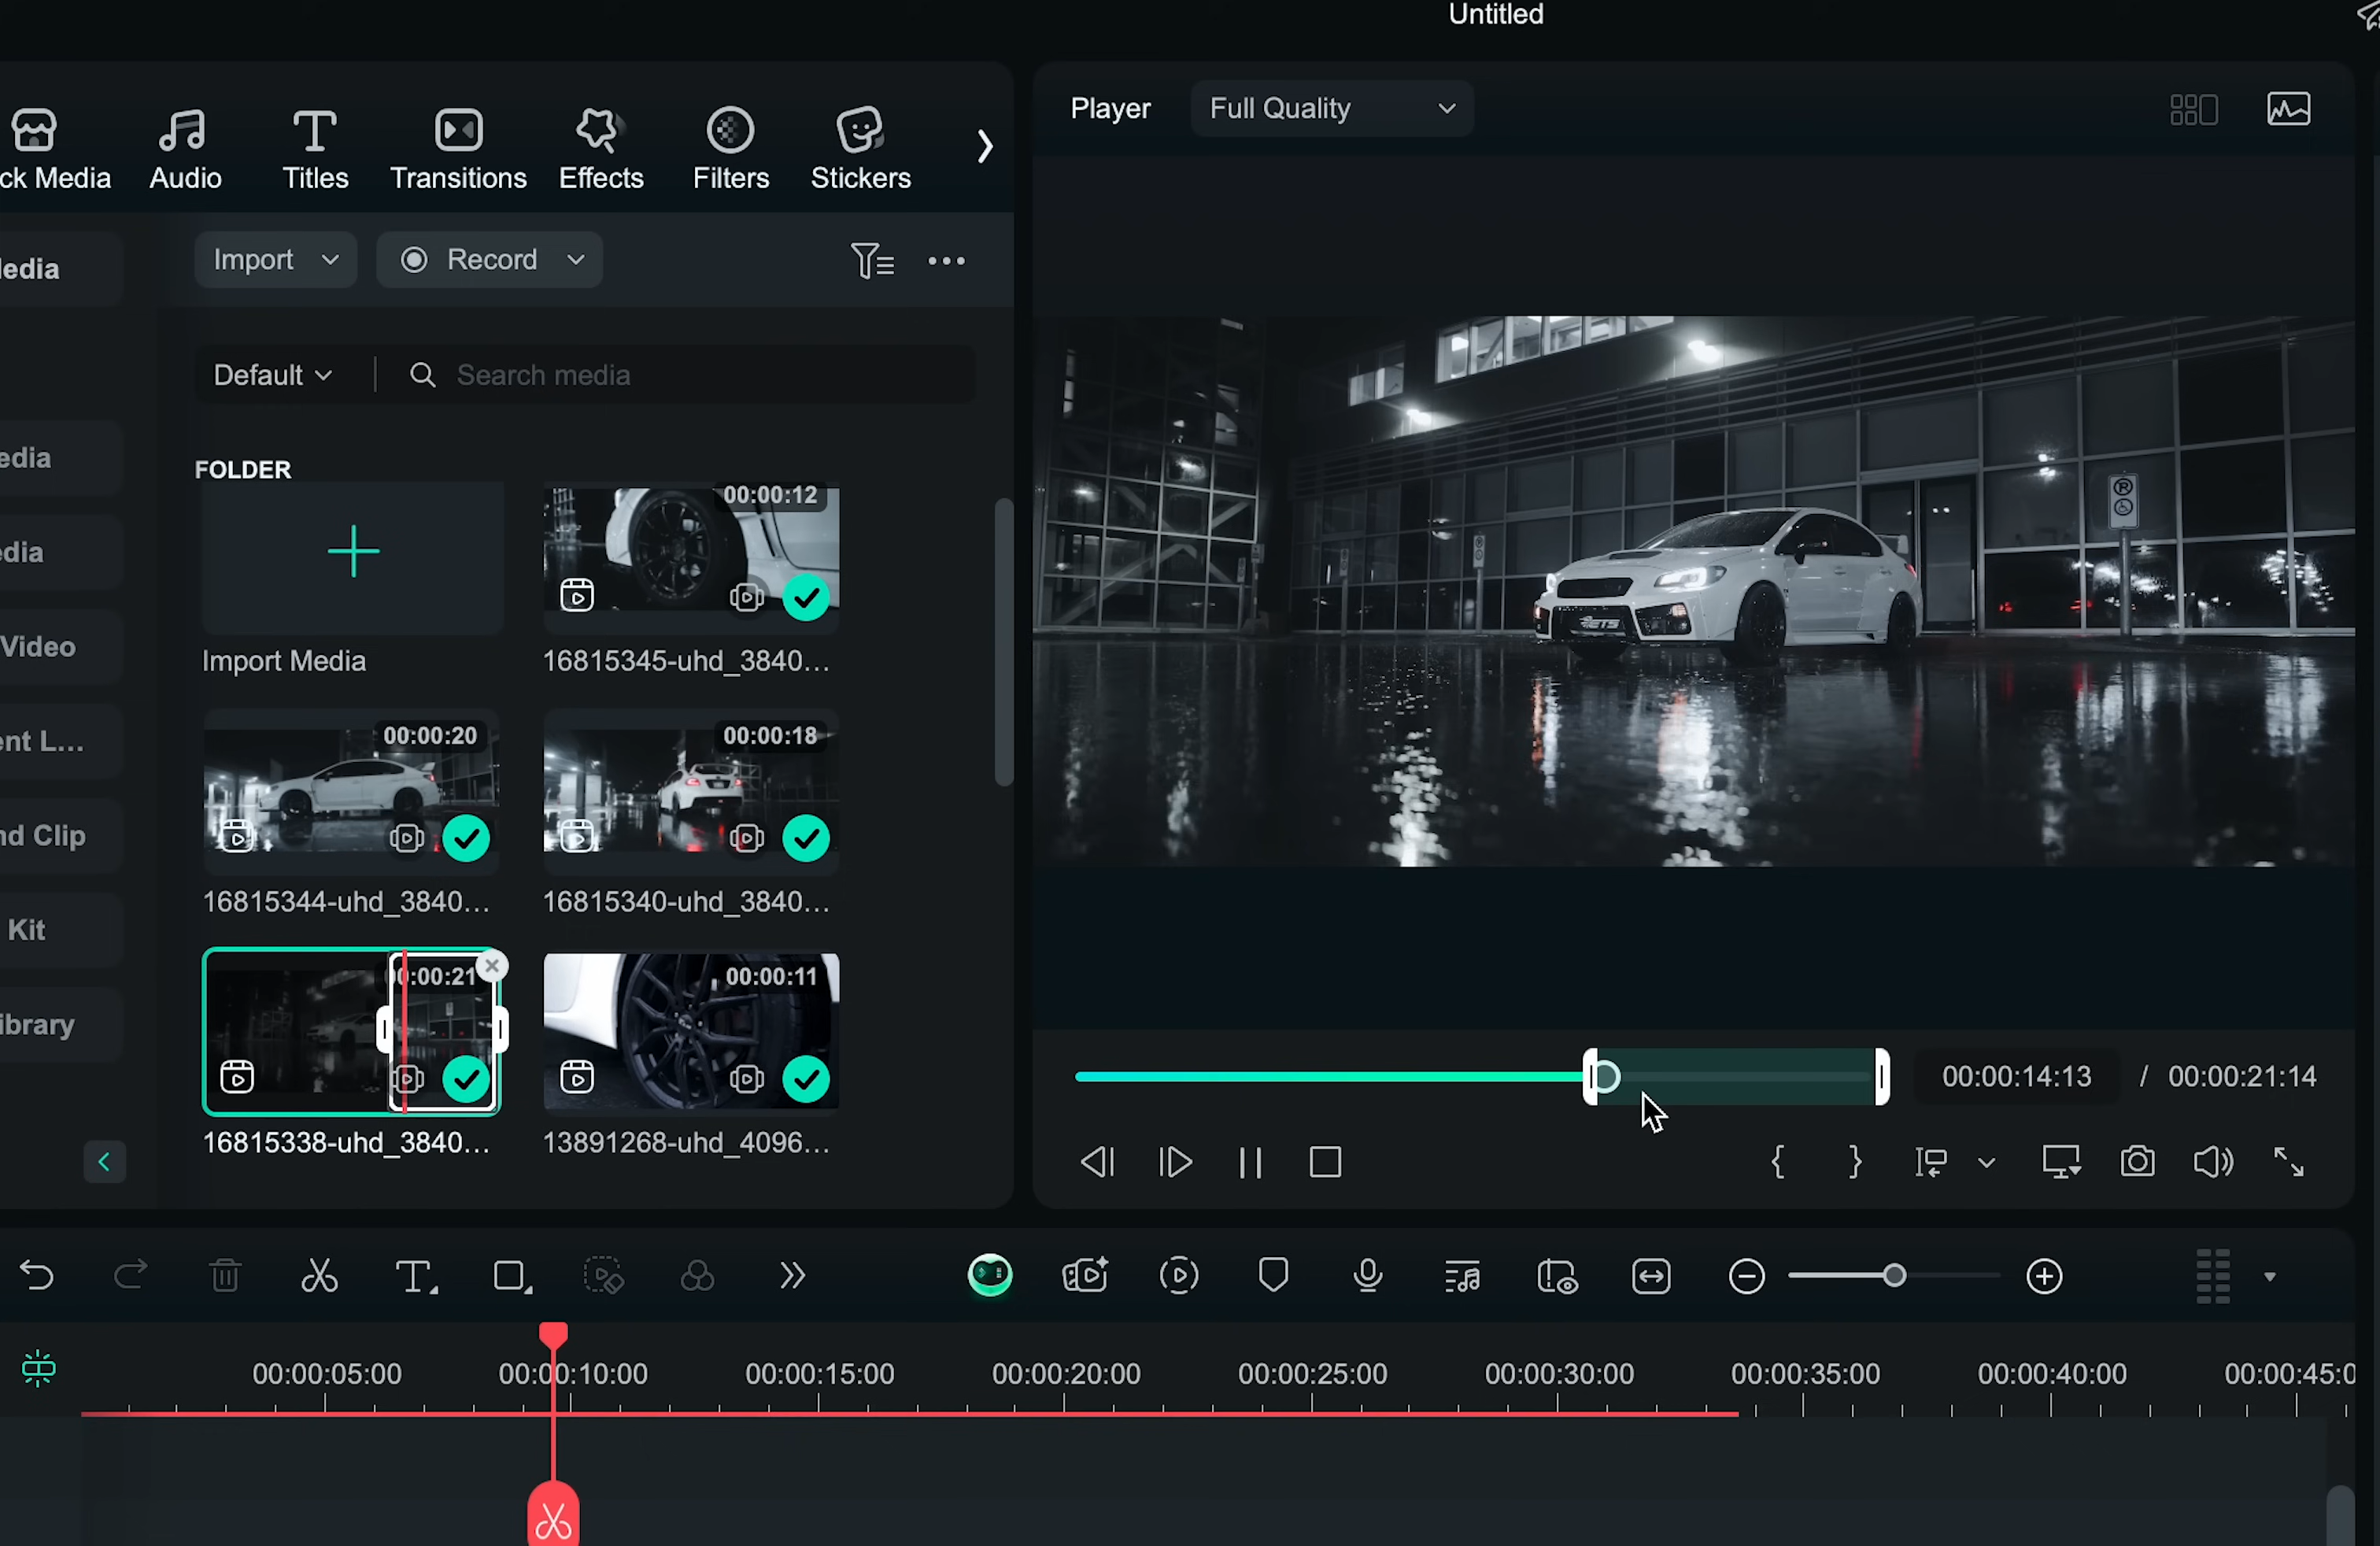 Untitled
ck Media
Audio
Titles
Transitions
Effects
Filters
Stickers
Player
Full Quality
Import
Record
Default
Search media
edia
edia
edia
Video
ent L...
nd Clip
Kit
ibrary
FOLDER
Import Media
00:00:12
16815345-uhd_3840...
00:00:20
16815344-uhd_3840...
00:00:18
16815340-uhd_3840...
00:00:21
16815338-uhd_3840...
00:00:11
13891268-uhd_4096...
ETS
00:00:14:13 / 00:00:21:14
00:00:05:00
00:00:10:00
00:00:15:00
00:00:20:00
00:00:25:00
00:00:30:00
00:00:35:00
00:00:40:00
00:00:45:0